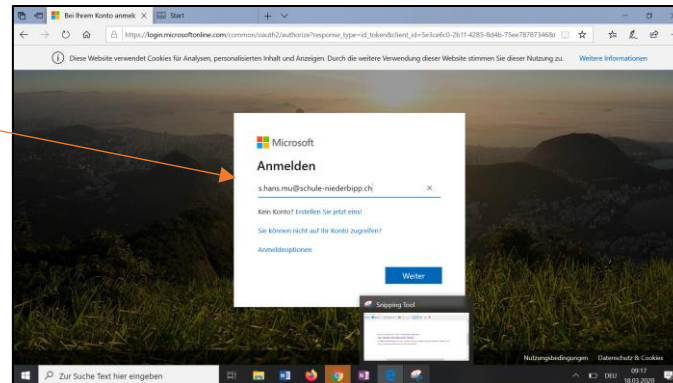 Bei Ihrem Konto anmeld
Start
https://login.microsoftonline.com/common/oauth2/authorize?response_type=id_token&client_id=5e3ce6c0-2b11-4285-8d4b-75ee787873468
Diese Website verwendet Cookies für Analysen, personalisierten Inhalt und Anzeigen. Durch die weitere Verwendung dieser Website stimmen Sie dieser Nutzung zu. Weitere Informationen
Microsoft
Anmelden
s.hans.mu@schule-niederbipp.ch
Kein Konto? Erstellen Sie jetzt eins!
Sie können nicht auf Ihr Konto zugreifen?
Anmeldeoptionen
Weiter
Snipping Tool
Nutzungsbedingungen Datenschutz & Cookies
Zur Suche Text hier eingeben
DEU
09:17
18.03.2020